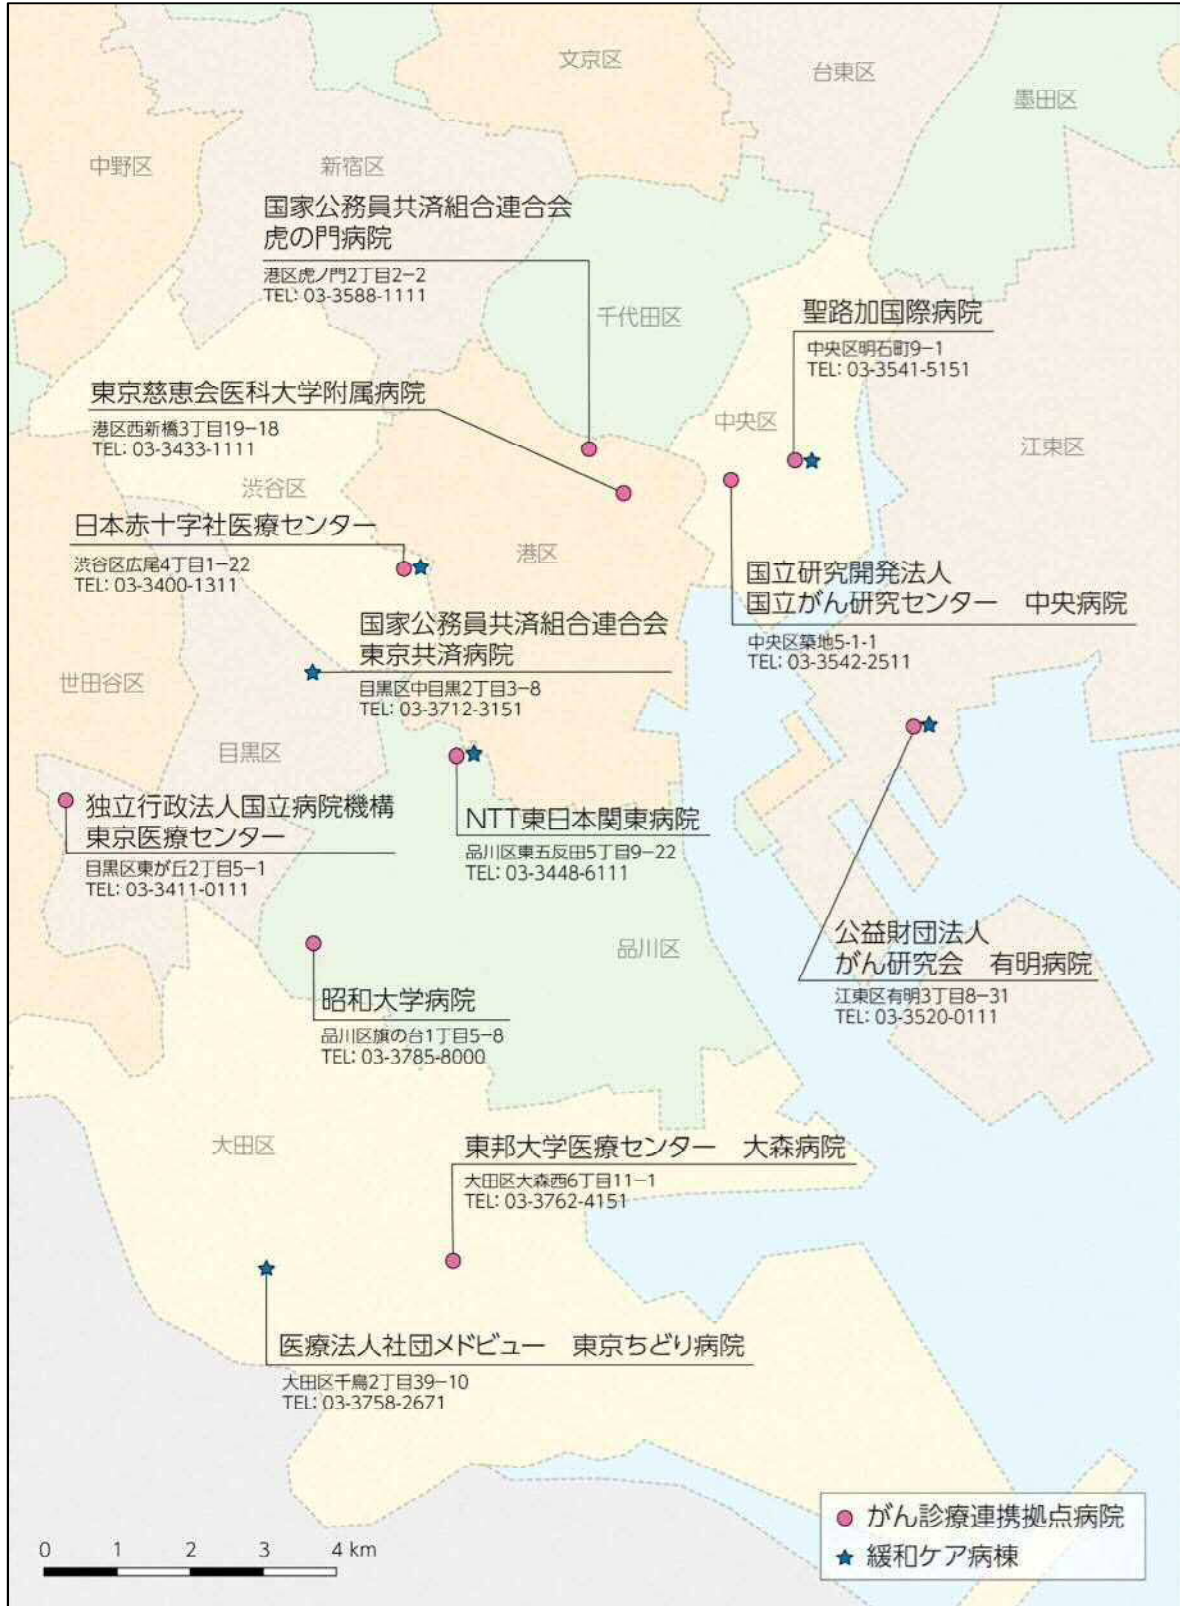 文京区
台東区
墨田区
中野区
新宿区
国家公務員共済組合連合会
虎の門病院
港区虎ノ門2丁目2−2
TEL: 03-3588-1111
千代田区
聖路加国際病院
中央区明石町9−1
TEL: 03-3541-5151
東京慈恵会医科大学附属病院
港区西新橋3丁目19−18
TEL: 03-3433-1111
中央区
江東区
渋谷区
日本赤十字社医療センター
渋谷区広尾4丁目1−22
TEL: 03-3400-1311
港区
国立研究開発法人
国立がん研究センター　中央病院
中央区築地5-1-1
TEL: 03-3542-2511
国家公務員共済組合連合会
東京共済病院
目黒区中目黒2丁目3−8
TEL: 03-3712-3151
世田谷区
目黒区
独立行政法人国立病院機構
東京医療センター
目黒区東が丘2丁目5−1
TEL: 03-3411-0111
NTT東日本関東病院
品川区東五反田5丁目9−22
TEL: 03-3448-6111
品川区
公益財団法人
がん研究会　有明病院
江東区有明3丁目8−31
TEL: 03-3520-0111
昭和大学病院
品川区旗の台1丁目5−8
TEL: 03-3785-8000
大田区
東邦大学医療センター　大森病院
大田区大森西6丁目11−1
TEL: 03-3762-4151
医療法人社団メドビュー　東京ちどり病院
大田区千鳥2丁目39−10
TEL: 03-3758-2671
がん診療連携拠点病院
緩和ケア病棟
0 1 2 3 4 km